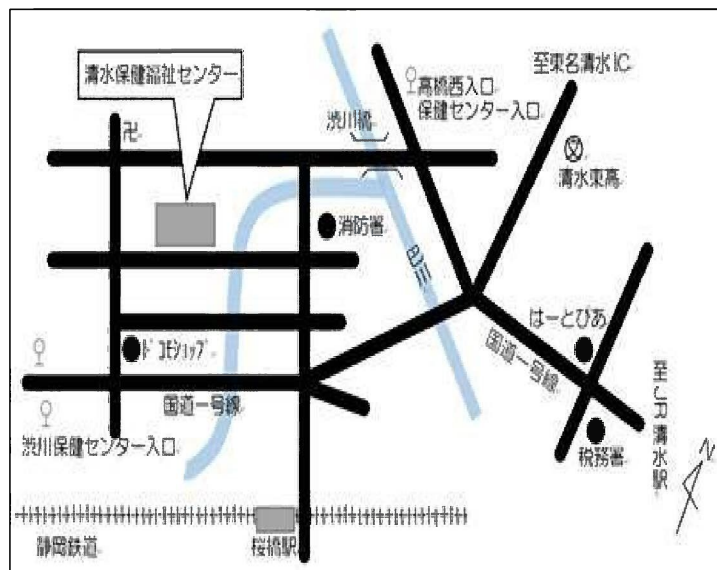 清水保健福祉センター
卍
渋川橋
高橋西入口
保健センター入口
至東名清水IC
清水東高
消防署
巴川
はーとぴあ
国道一号線
ドコモショップ
国道一号線
渋川保健センター入口
税務署
至JR清水駅
N
静岡鉄道
桜橋駅